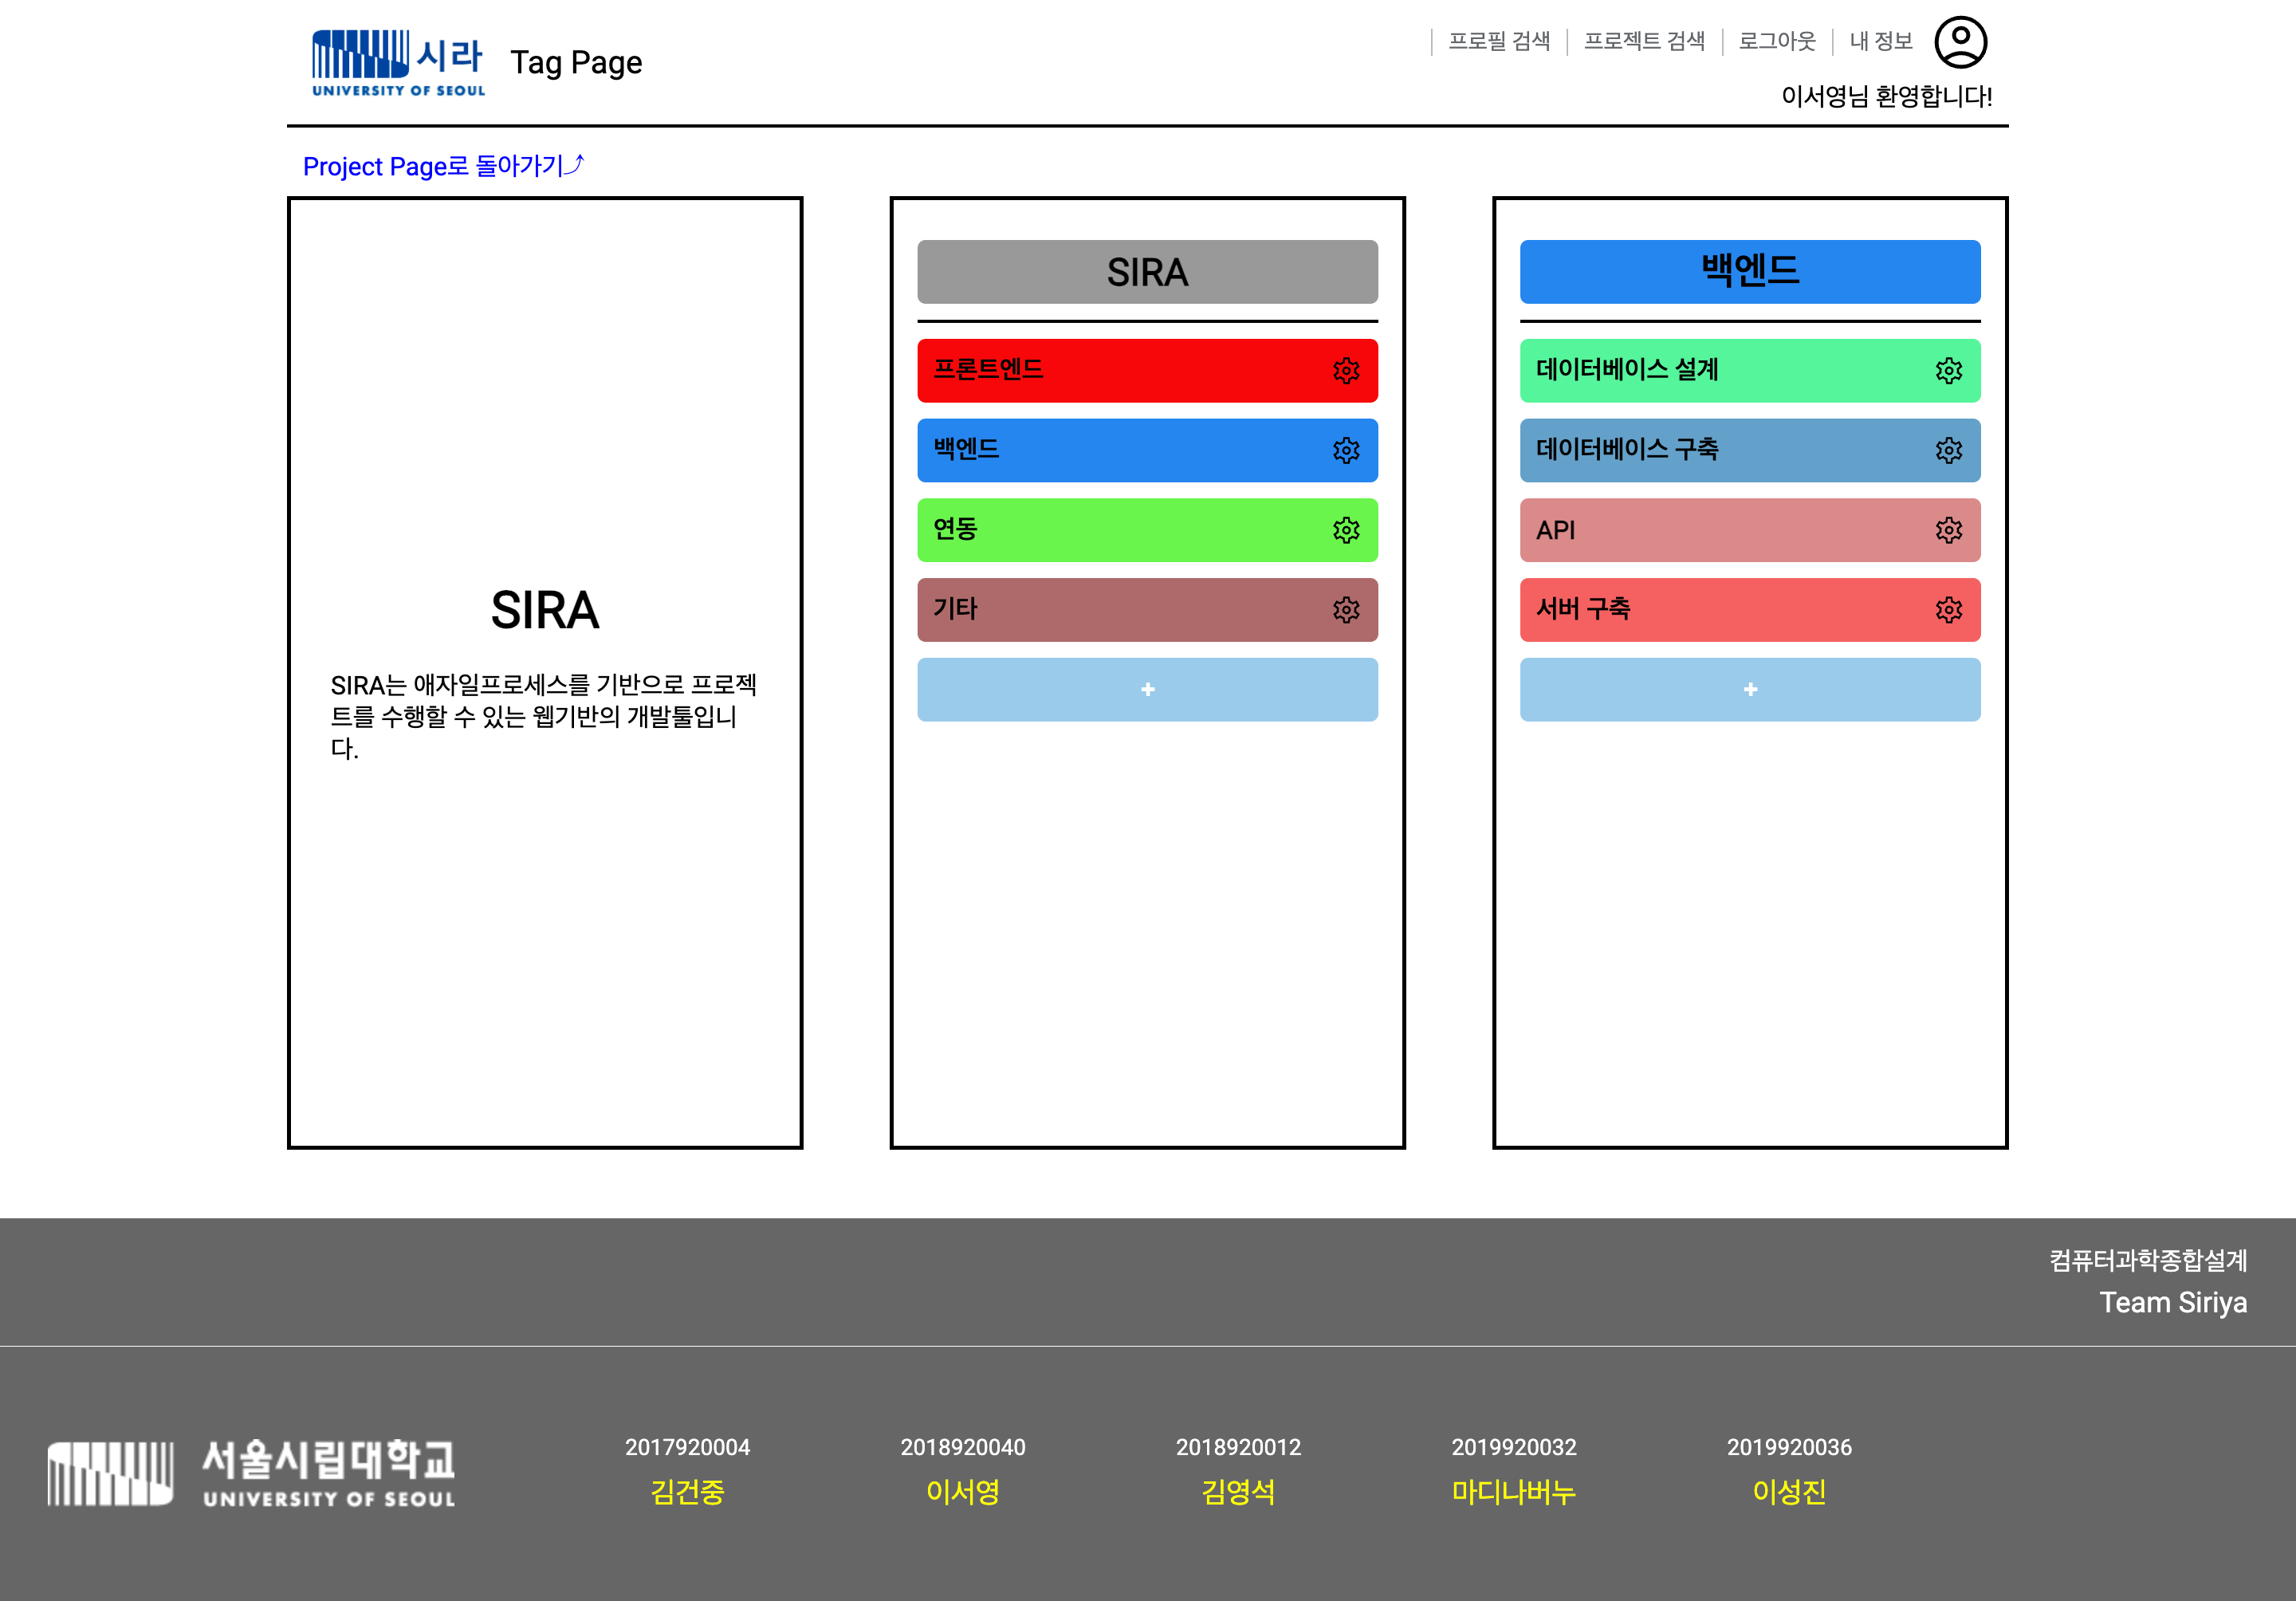 시라
UNIVERSITY OF SEOUL
Tag Page
프로필 검색
프로젝트 검색
로그아웃
내 정보
이서영님 환영합니다!
Project Page로 돌아가기⤴
SIRA
SIRA는 애자일프로세스를 기반으로 프로젝
트를 수행할 수 있는 웹기반의 개발툴입니
다.
SIRA
프론트엔드
백엔드
연동
기타
+
백엔드
데이터베이스 설계
데이터베이스 구축
API
서버 구축
+
컴퓨터과학종합설계
Team Siriya
서울시립대학교
UNIVERSITY OF SEOUL
2017920004
김건중
2018920040
이서영
2018920012
김영석
2019920032
마디나버누
2019920036
이성진